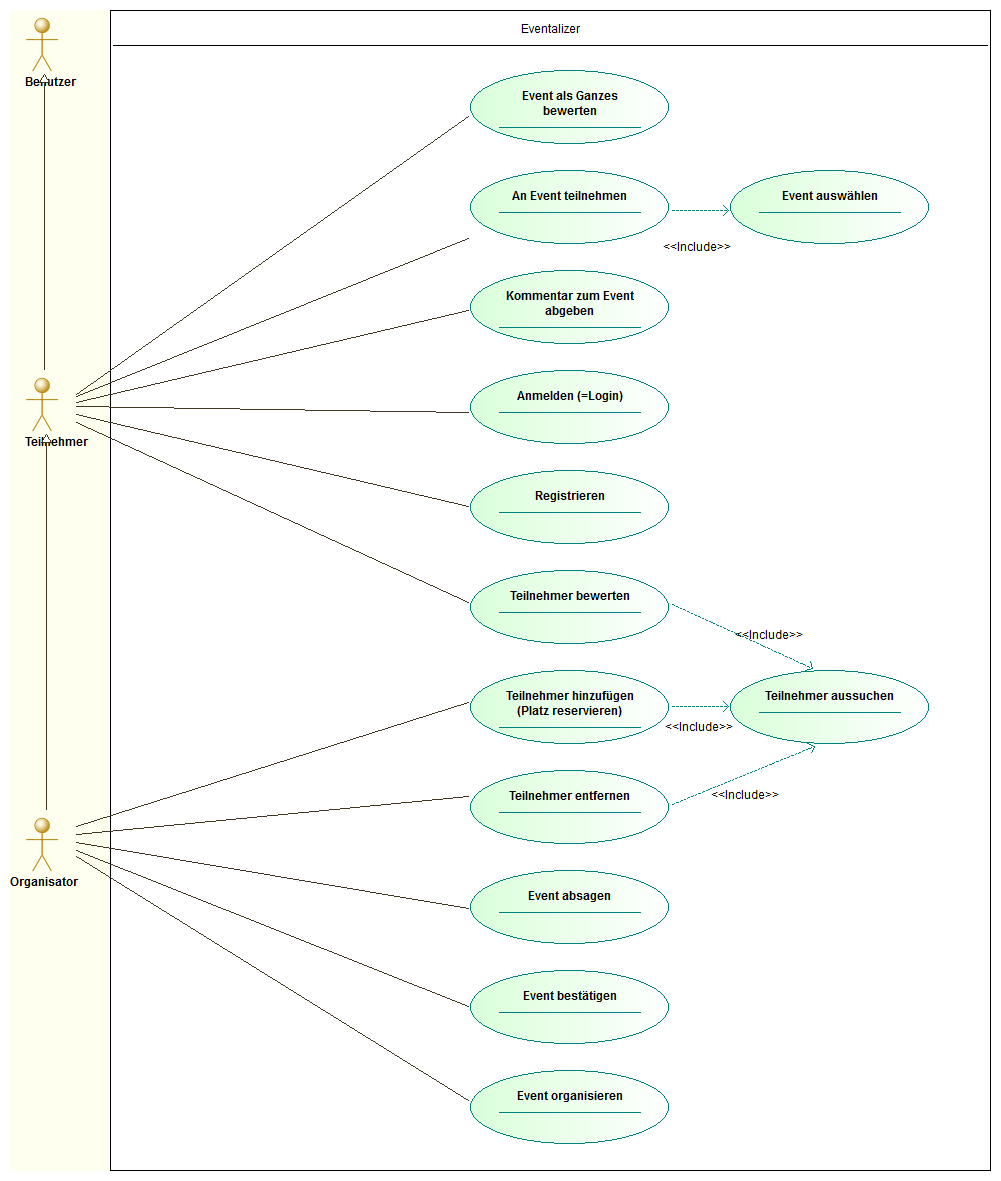 Eventalizer
Benutzer
Event als Ganzes
bewerten
An Event teilnehmen
Event auswählen
<<Include>>
Kommentar zum Event
abgeben
Anmelden (=Login)
Teilnehmer
Registrieren
Teilnehmer bewerten
<<Include>>
Teilnehmer hinzufügen
(Platz reservieren)
Teilnehmer aussuchen
<<Include>>
Teilnehmer entfernen
<<Include>>
Organisator
Event absagen
Event bestätigen
Event organisieren